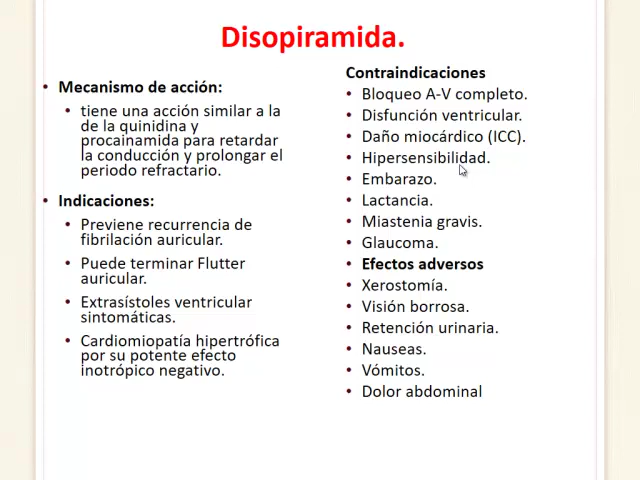 Disopiramida.
• Mecanismo de acción:
• tiene una acción similar a la
de la quinidina y
procainamida para retardar
la conducción y prolongar el
periodo refractario.
• Indicaciones:
• Previene recurrencia de
fibrilación auricular.
• Puede terminar Flutter
auricular.
• Extrasístoles ventricular
sintomáticas.
• Cardiomiopatía hipertrófica
por su potente efecto
inotrópico negativo.
Contraindicaciones
• Bloqueo A-V completo.
• Disfunción ventricular.
• Daño miocárdico (ICC).
• Hipersensibilidad.
• Embarazo.
• Lactancia.
• Miastenia gravis.
• Glaucoma.
• Efectos adversos
• Xerostomía.
• Visión borrosa.
• Retención urinaria.
• Nauseas.
• Vómitos.
• Dolor abdominal